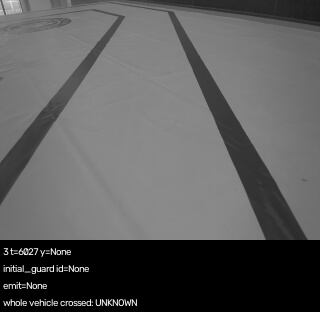 3 t=6027 y=None
initial_guard id=None
emit=None
whole vehicle crossed: UNKNOWN